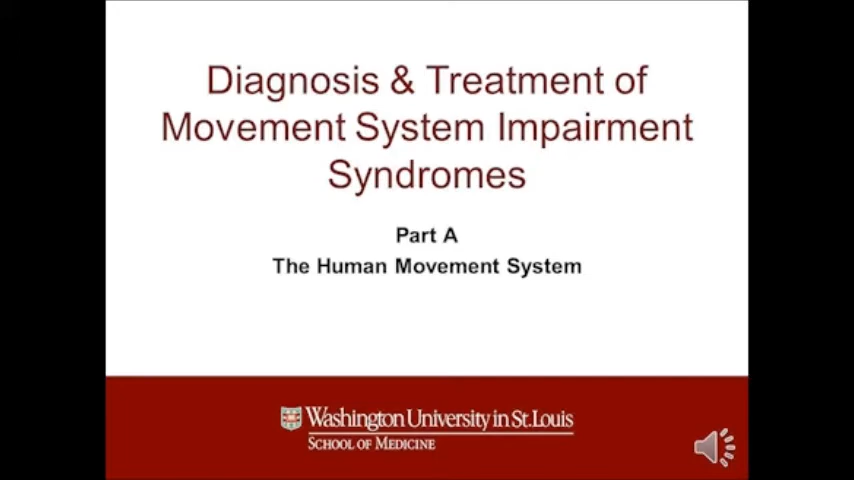 Diagnosis & Treatment of
Movement System Impairment
Syndromes
Part A
The Human Movement System
Washington University in St. Louis
SCHOOL OF MEDICINE